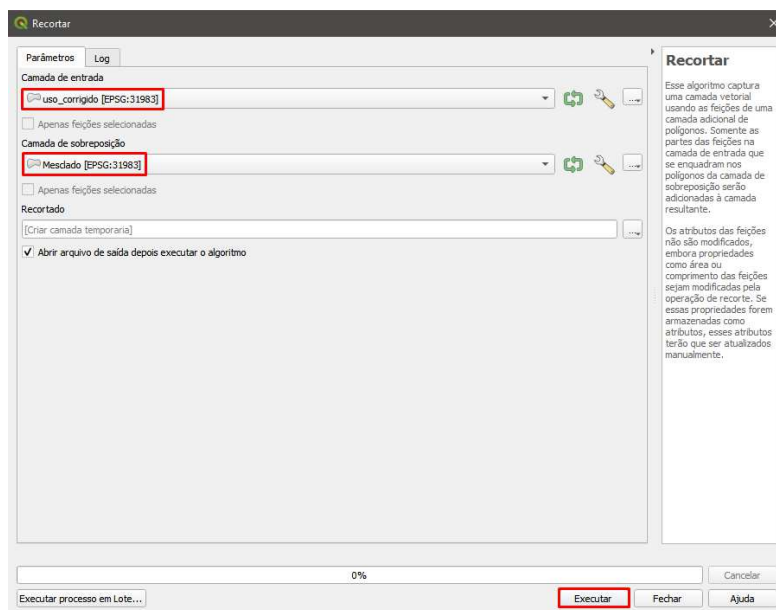 Recortar
Parâmetros
Log
Camada de entrada
uso_corrigido [EPSG:31983]
...
Apenas feições selecionadas
Camada de sobreposição
Mesclado [EPSG:31983]
...
Apenas feições selecionadas
Recortado
[Criar camada temporaria]
...
Abrir arquivo de saída depois executar o algoritmo
Recortar
Esse algoritmo captura
uma camada vetorial
usando as feições de uma
camada adicional de
polígonos. Somente as
partes das feições na
camada de entrada que
se enquadram nos
polígonos da camada de
sobreposição serão
adicionadas à camada
resultante.
Os atributos das feições
não são modificados,
embora propriedades
como área ou
comprimento das feições
sejam modificadas pela
operação de recorte. Se
essas propriedades forem
armazenadas como
atributos, esses atributos
terão que ser atualizados
manualmente.
0%
Cancelar
Executar processo em Lote...
Executar
Fechar
Ajuda